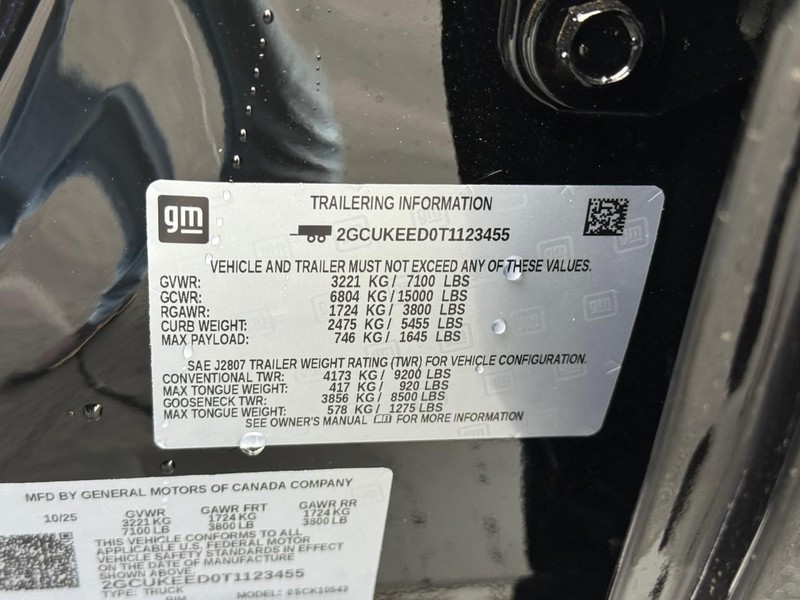 gm
TRAILERING INFORMATION
2GCUKEED0T1123455
VEHICLE AND TRAILER MUST NOT EXCEED ANY OF THESE VALUES.
GVWR: 3221 KG / 7100 LBS
GCWR: 6804 KG / 15000 LBS
RGAWR: 1724 KG / 3800 LBS
CURB WEIGHT: 2475 KG / 5455 LBS
MAX PAYLOAD: 746 KG / 1645 LBS
SAE J2807 TRAILER WEIGHT RATING (TWR) FOR VEHICLE CONFIGURATION.
CONVENTIONAL TWR: 4173 KG / 9200 LBS
MAX TONGUE WEIGHT: 417 KG / 920 LBS
GOOSENECK TWR: 3856 KG / 8500 LBS
MAX TONGUE WEIGHT: 578 KG / 1275 LBS
SEE OWNER'S MANUAL FOR MORE INFORMATION
MFD BY GENERAL MOTORS OF CANADA COMPANY
10/25 GVWR GAWR FRT GAWR RR
3221 KG 1724 KG 1724 KG
7100 LB 3800 LB 3800 LB
THIS VEHICLE CONFORMS TO ALL
APPLICABLE U.S. FEDERAL MOTOR
VEHICLE SAFETY STANDARDS IN EFFECT
ON THE DATE OF MANUFACTURE
SHOWN ABOVE.
2GCUKEED0T1123455
TYPE: TRUCK MODEL:
RIM